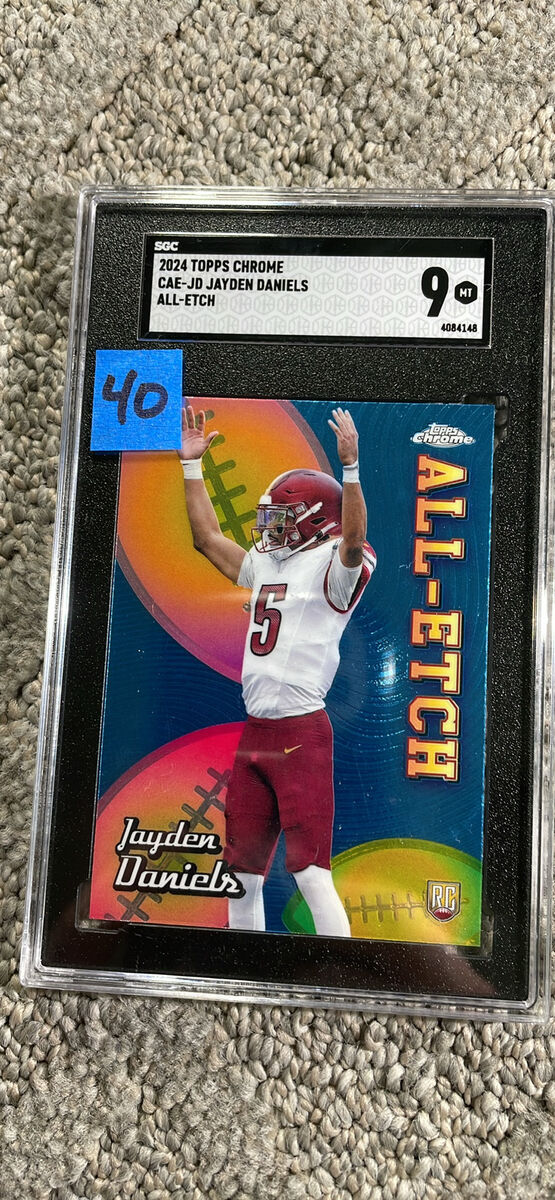 SGC
2024 TOPPS CHROME
CAE-JD JAYDEN DANIELS
ALL-ETCH
9 MT
4084148
40
TOPPS
Chrome
ALL-ETCH
5
Jayden
Daniels
RC